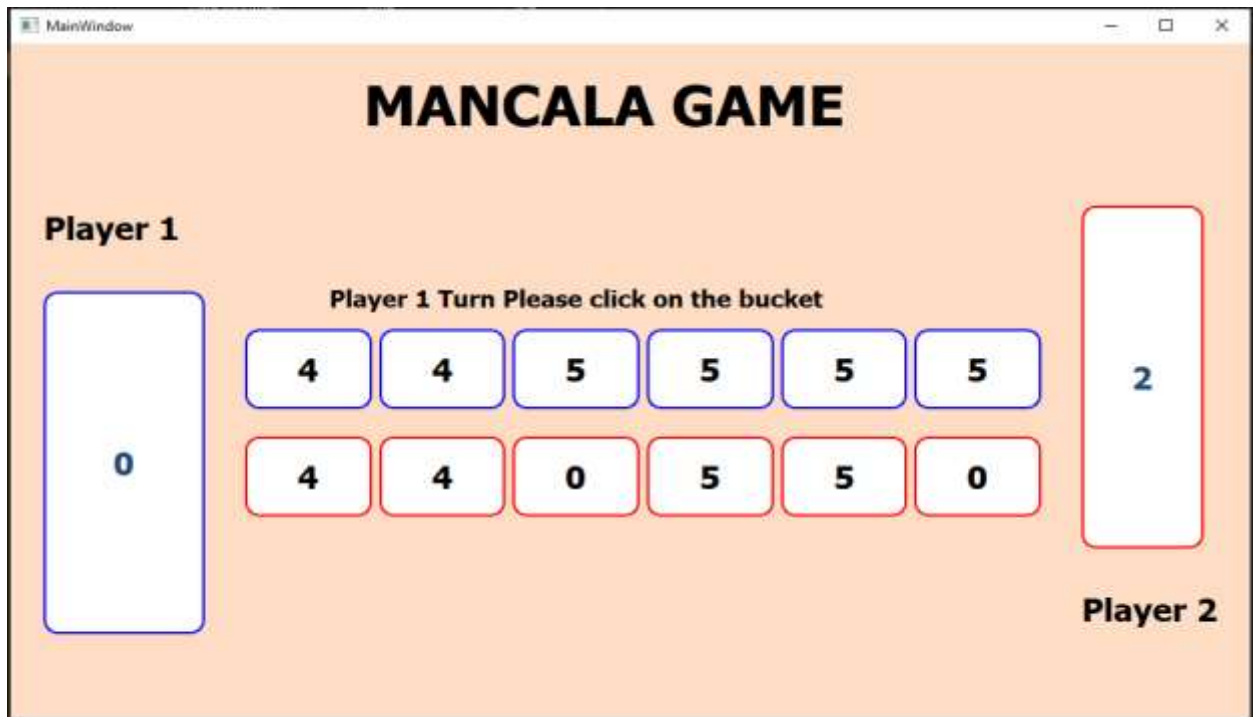 MainWindow
MANCALA GAME
Player 1
Player 1 Turn Please click on the bucket
4 4 5 5 5 5
2
0
4 4 0 5 5 0
Player 2